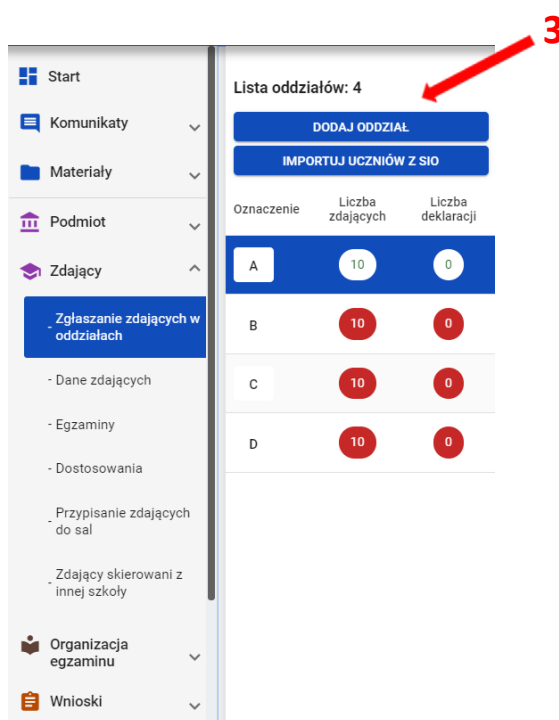 3
Start
Komunikaty
Materiały
Podmiot
Zdający
- Zgłaszanie zdających w
oddziałach
- Dane zdających
- Egzaminy
- Dostosowania
- Przypisanie zdających
do sal
- Zdający skierowani z
innej szkoły
Organizacja
egzaminu
Wnioski
Lista oddziałów: 4
DODAJ ODDZIAŁ
IMPORTUJ UCZNIÓW Z SIO
Oznaczenie Liczba zdających Liczba deklaracji
A 10 0
B 10 0
C 10 0
D 10 0